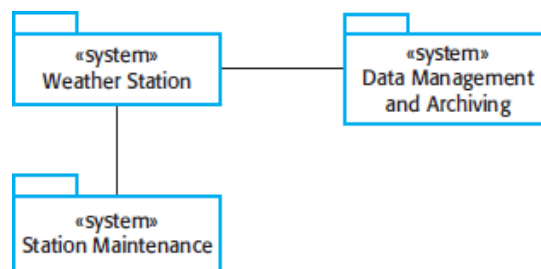 «system»
Weather Station
«system»
Data Management
and Archiving
«system»
Station Maintenance